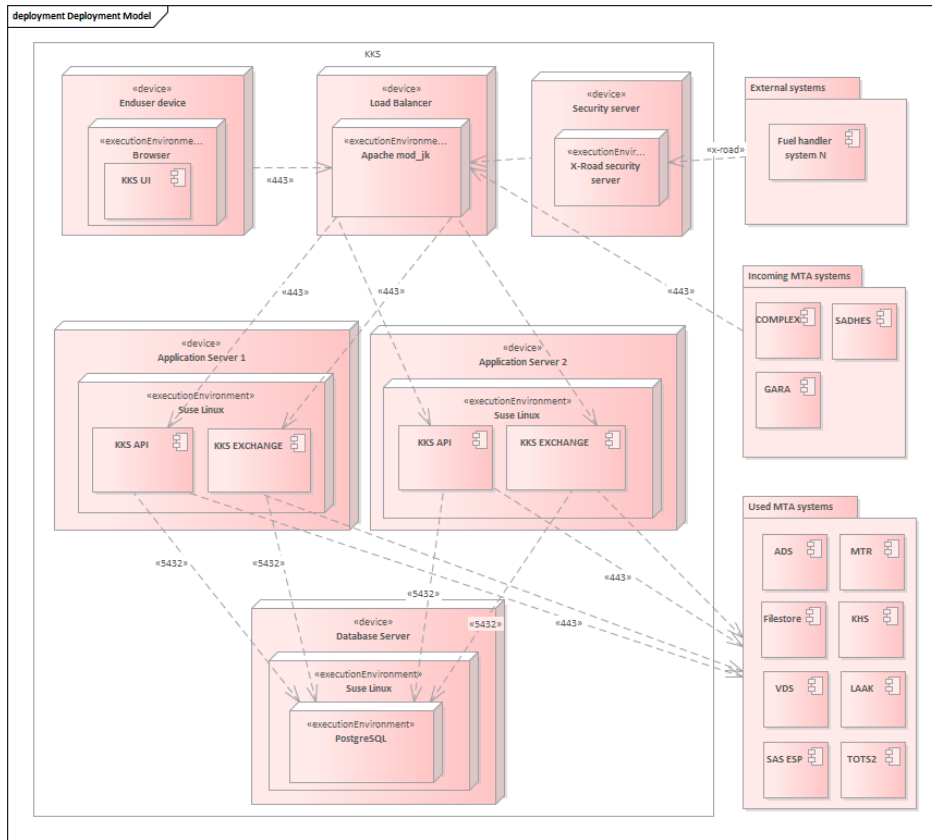 deployment Deployment Model
KKS
«device»
Enduser device
«executionEnvironme...
Browser
KKS UI
«443»
«device»
Load Balancer
«executionEnvironme...
Apache mod_jk
«device»
Security server
«executionEnvir...
X-Road security
server
«x-road»
External systems
Fuel handler
system N
«443»
«443»
«443»
Incoming MTA systems
COMPLEX
SADHES
GARA
«device»
Application Server 1
«executionEnvironment»
Suse Linux
KKS API
KKS EXCHANGE
«device»
Application Server 2
«executionEnvironment»
Suse Linux
KKS API
KKS EXCHANGE
«5432»
«5432»
«5432»
«5432»
«443»
«443»
Used MTA systems
ADS
MTR
Filestore
KHS
VDS
LAAK
SAS ESP
TOTS2
«device»
Database Server
«executionEnvironment»
Suse Linux
«executionEnvironment»
PostgreSQL